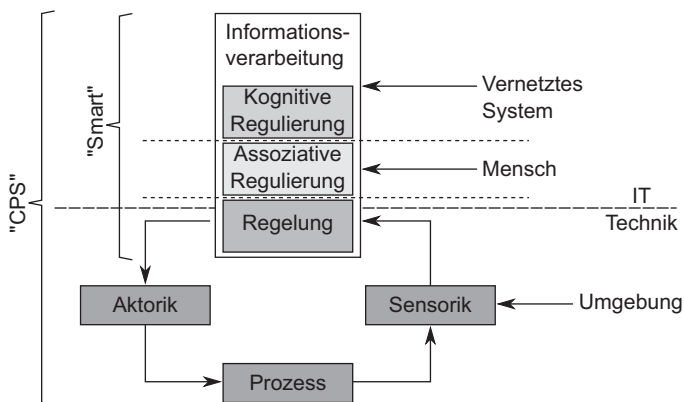 Informations-
verarbeitung
Kognitive
Regulierung
Vernetztes
System
"Smart"
Assoziative
Regulierung
Mensch
"CPS"
IT
Technik
Regelung
Aktorik
Sensorik
Umgebung
Prozess